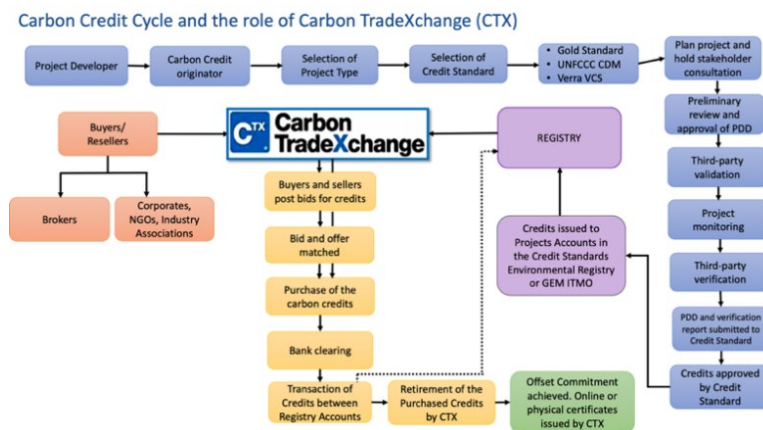 Carbon Credit Cycle and the role of Carbon TradeXchange (CTX)
Project Developer
Carbon Credit
originator
Selection of
Project Type
Selection of
Credit Standard
• Gold Standard
• UNFCCC CDM
• Verra VCS
Plan project and
hold stakeholder
consultation
Buyers/
Resellers
CTX
Carbon
TradeXchange
REGISTRY
Preliminary
review and
approval of PDD
Brokers
Corporates,
NGOs, Industry
Associations
Buyers and sellers
post bids for credits
Third-party
validation
Bid and offer
matched
Credits issued to
Projects Accounts in
the Credit Standards
Environmental Registry
or GEM ITMO
Project
monitoring
Purchase of the
carbon credits
Third-party
verification
Bank clearing
PDD and verification
report submitted to
Credit Standard
Transaction of
Credits between
Registry Accounts
Retirement of the
Purchased Credits
by CTX
Offset Commitment
achieved. Online or
physical certificates
issued by CTX
Credits approved
by Credit
Standard